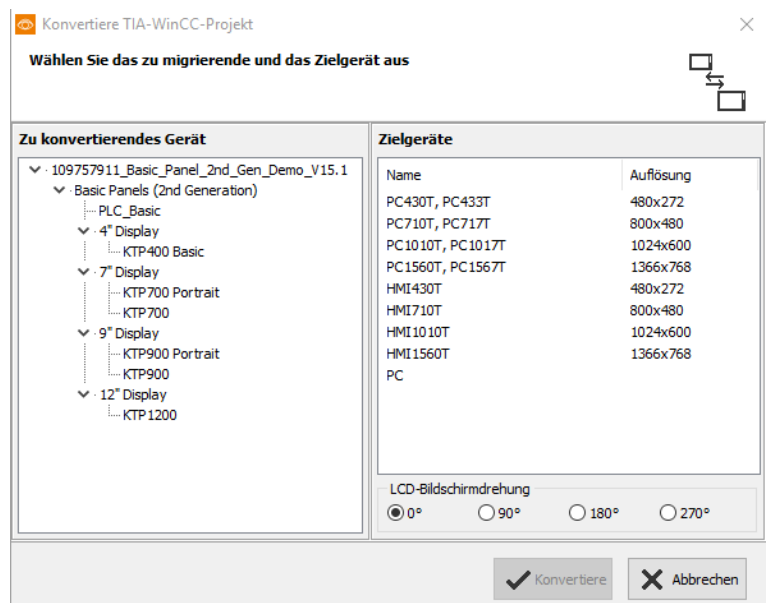 Konvertiere TIA-WinCC-Projekt
Wählen Sie das zu migrierende und das Zielgerät aus
Zu konvertierendes Gerät
109757911_Basic_Panel_2nd_Gen_Demo_V15.1
Basic Panels (2nd Generation)
PLC_Basic
4" Display
KTP400 Basic
7" Display
KTP700 Portrait
KTP700
9" Display
KTP900 Portrait
KTP900
12" Display
KTP1200
Zielgeräte
Name Auflösung
PC430T, PC433T 480x272
PC710T, PC717T 800x480
PC1010T, PC1017T 1024x600
PC1560T, PC1567T 1366x768
HMI430T 480x272
HMI710T 800x480
HMI1010T 1024x600
HMI1560T 1366x768
PC
LCD-Bildschirmdrehung
0° 90° 180° 270°
Konvertiere Abbrechen